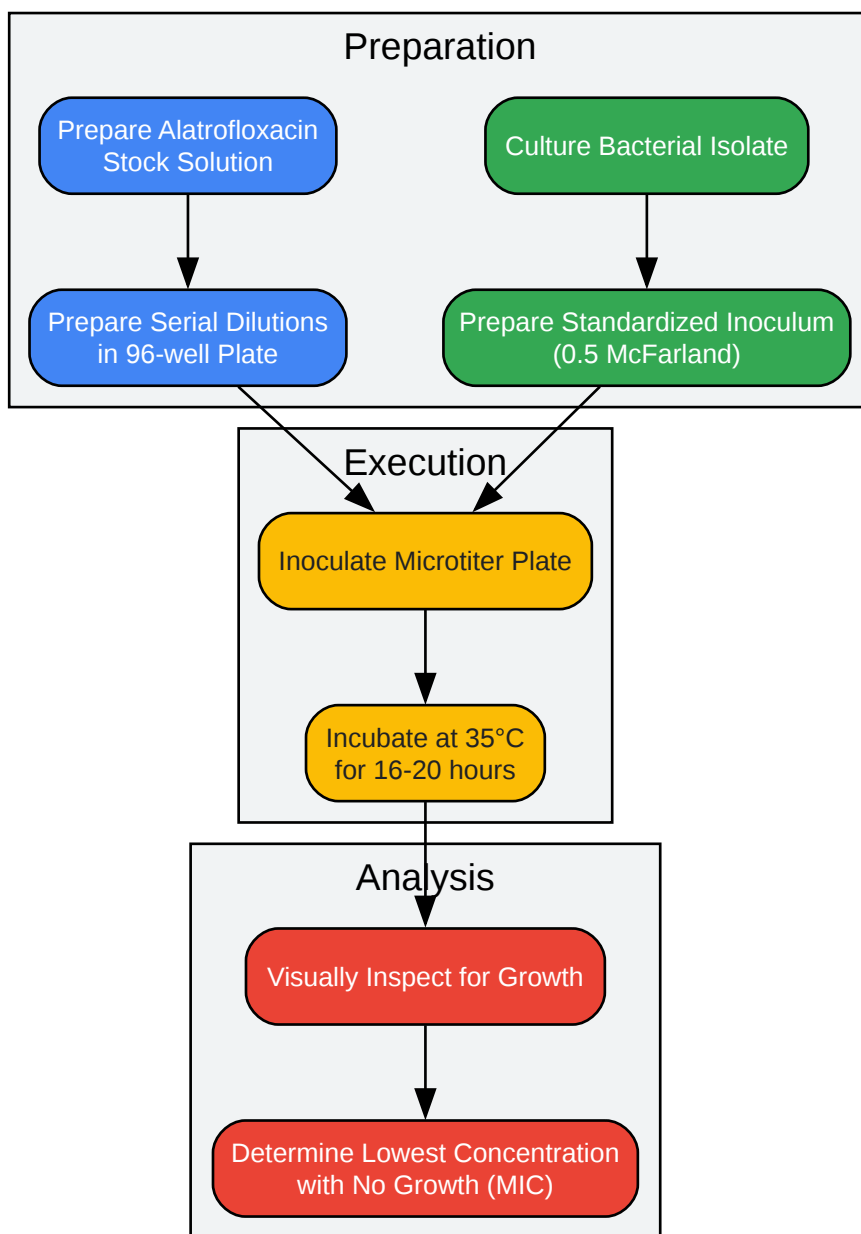 Preparation
Prepare Alatrofloxacin
Stock Solution
Culture Bacterial Isolate
Prepare Serial Dilutions
in 96-well Plate
Prepare Standardized Inoculum
(0.5 McFarland)
Execution
Inoculate Microtiter Plate
Incubate at 35°C
for 16-20 hours
Analysis
Visually Inspect for Growth
Determine Lowest Concentration
with No Growth (MIC)